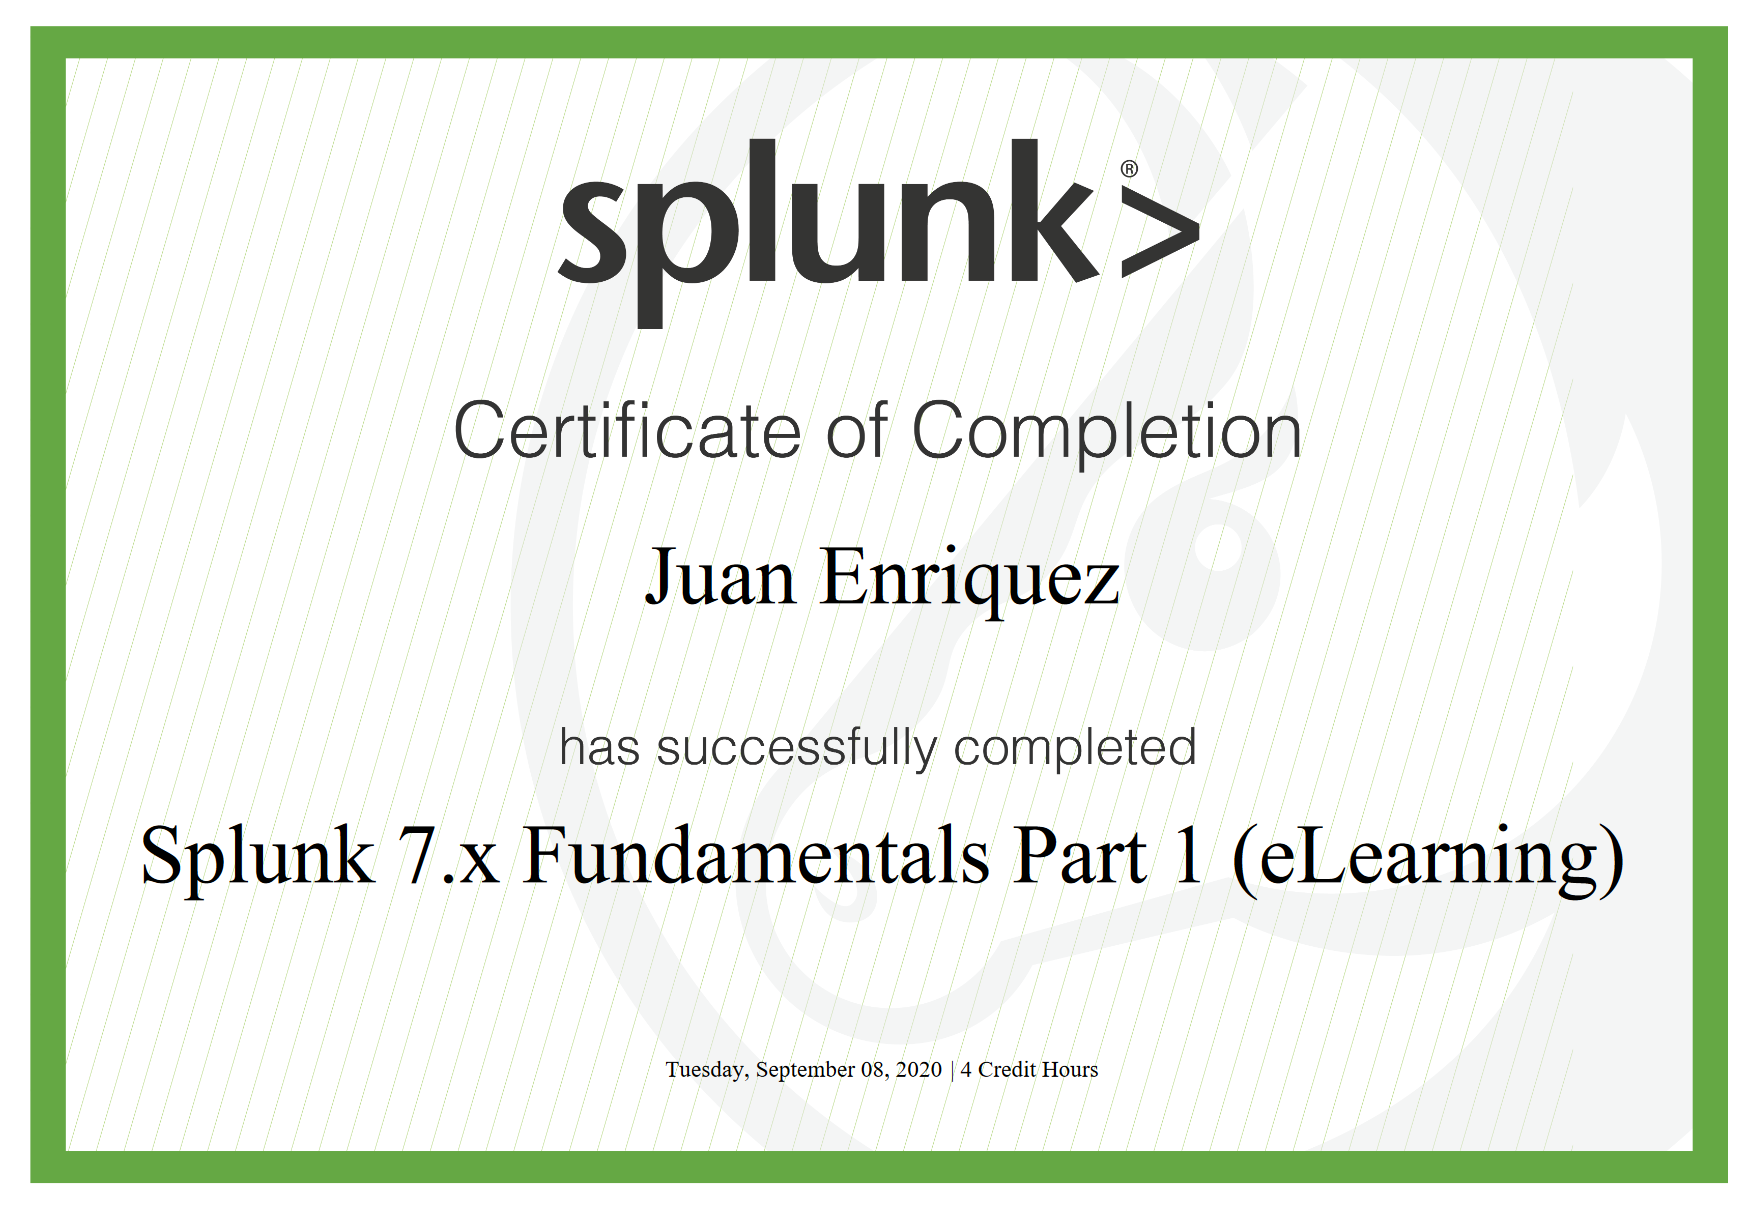 splunk>®
Certificate of Completion
Juan Enriquez
has successfully completed
Splunk 7.x Fundamentals Part 1 (eLearning)
Tuesday, September 08, 2020 | 4 Credit Hours